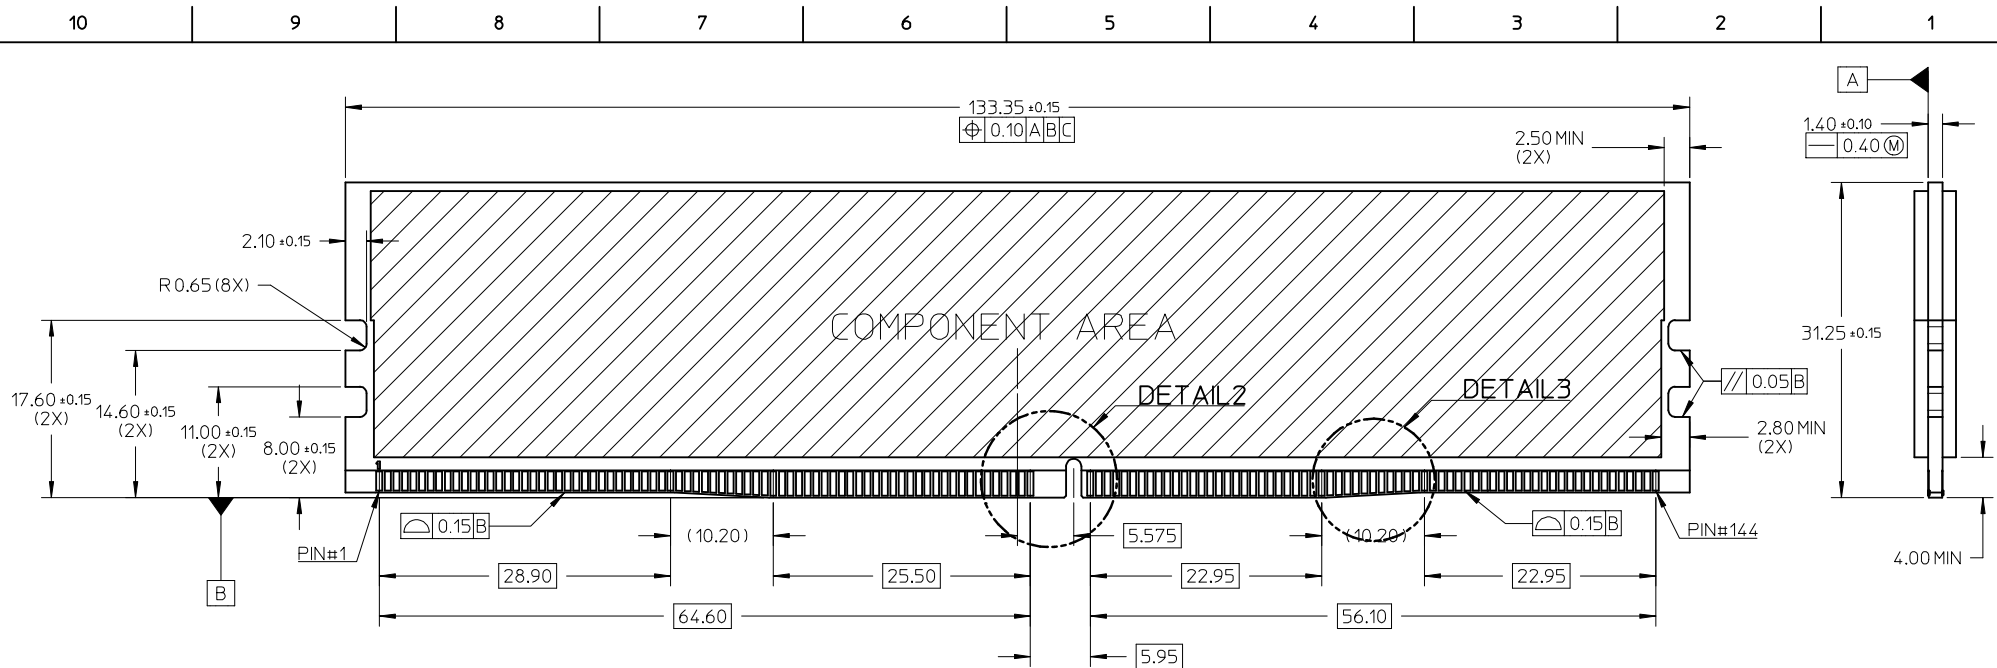 10 9 8 7 6 5 4 3 2 1
A
133.35 ±0.15
⌖ 0.10 A B C
2.50 MIN
(2X)
1.40 ±0.10
⏤ 0.40 Ⓜ
2.10 ±0.15
R 0.65 (8X)
COMPONENT AREA
31.25 ±0.15
DETAIL2
DETAIL3
// 0.05 B
17.60 ±0.15
(2X)
14.60 ±0.15
(2X)
11.00 ±0.15
(2X)
8.00 ±0.15
(2X)
2.80 MIN
(2X)
⌓ 0.15 B
(10.20)
5.575
(10.20)
⌓ 0.15 B
PIN#1
PIN#144
4.00 MIN
B
28.90
25.50
22.95
22.95
64.60
56.10
5.95